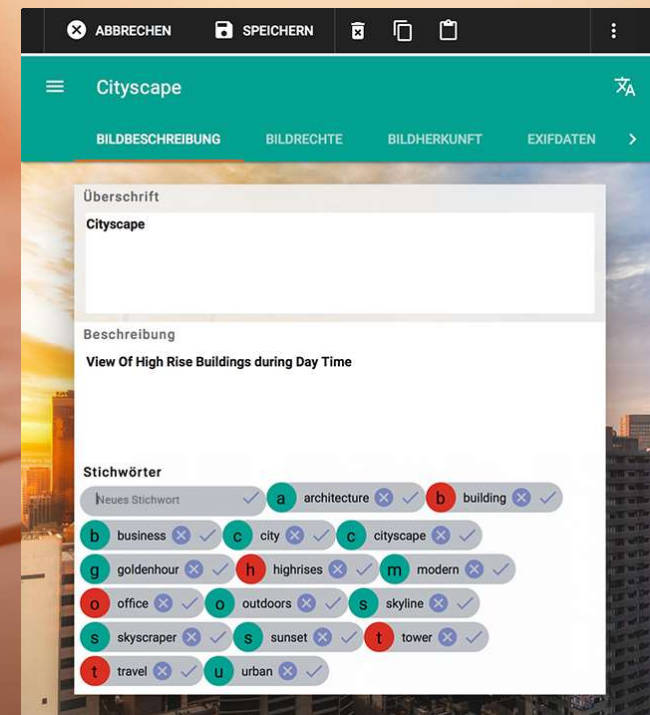 ABBRECHEN SPEICHERN
Cityscape
BILDBESCHREIBUNG BILDRECHTE BILDHERKUNFT EXIFDATEN
Überschrift
Cityscape
Beschreibung
View Of High Rise Buildings during Day Time
Stichwörter
Neues Stichwort a architecture b building
b business c city c cityscape
g goldenhour h highrises m modern
o office o outdoors s skyline
s skyscraper s sunset t tower
t travel u urban